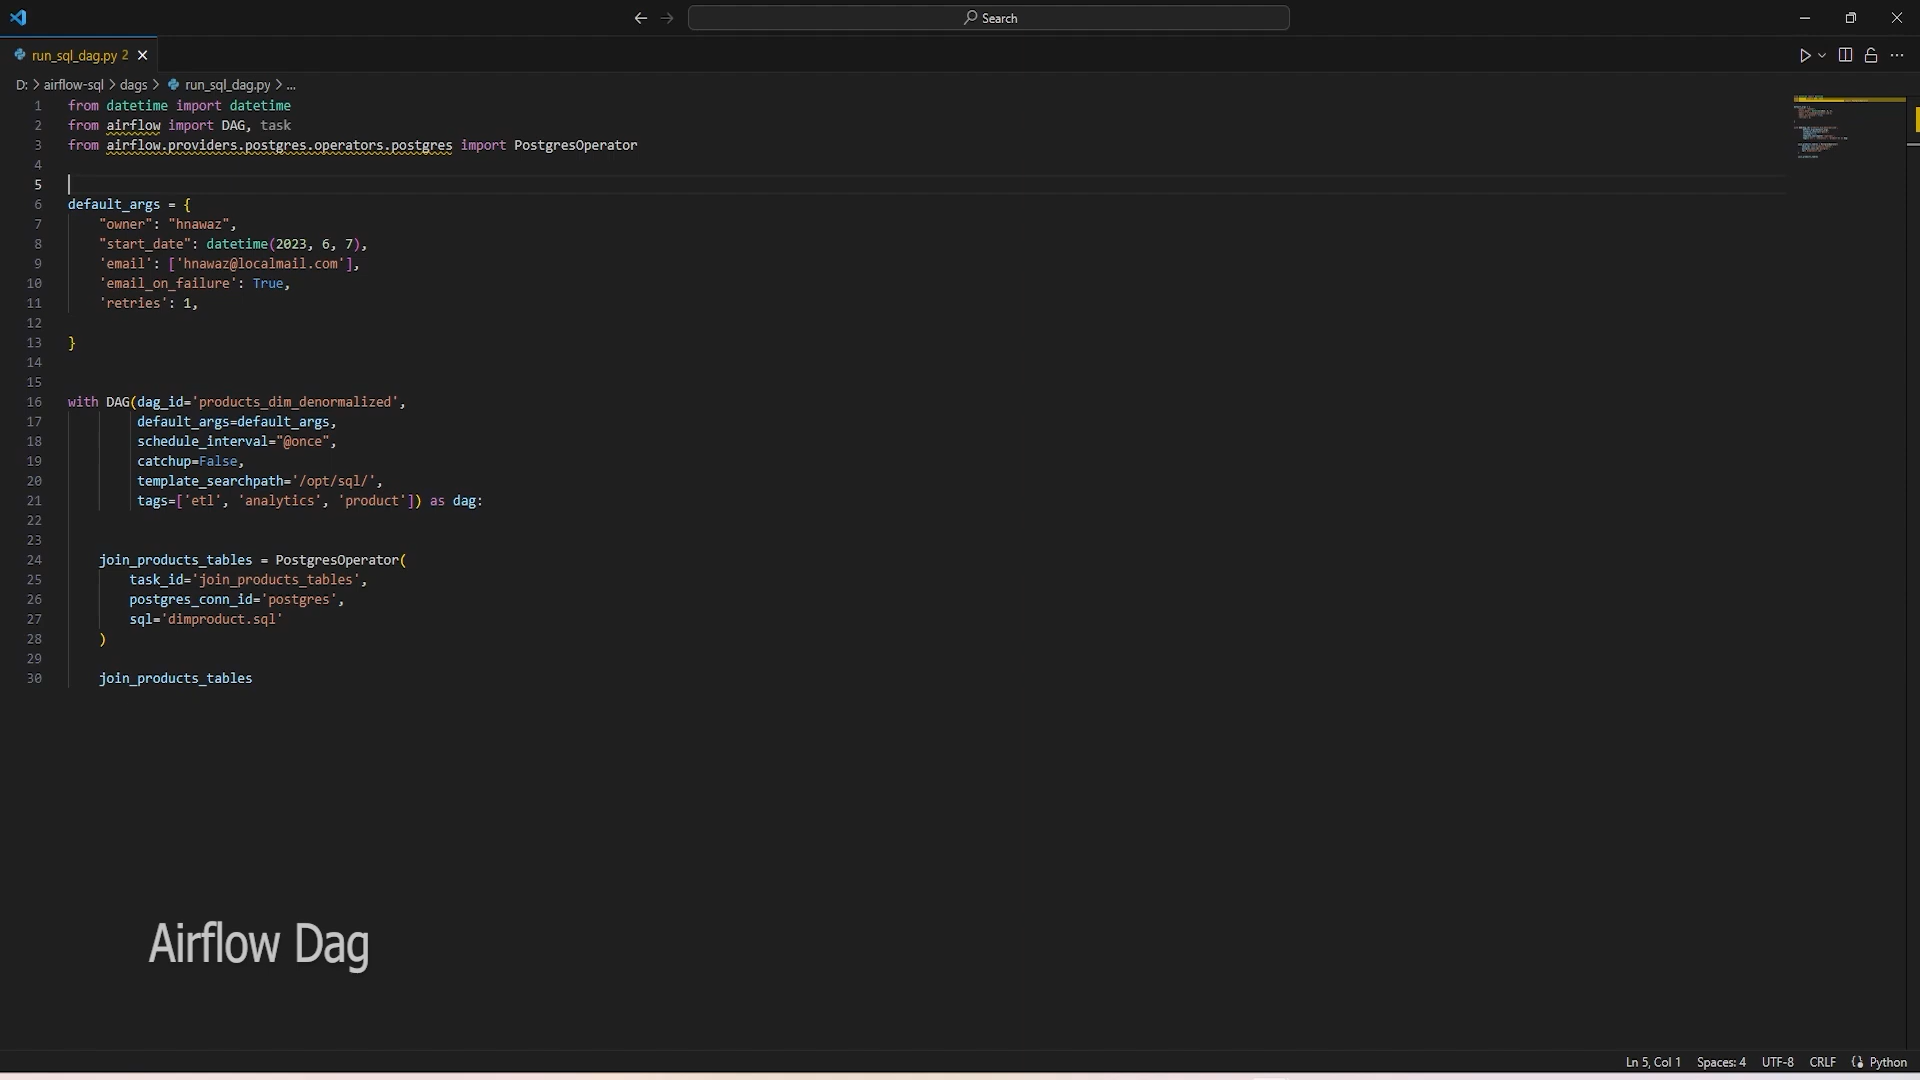 Search
run_sql_dag.py 2
D: > airflow-sql > dags > run_sql_dag.py > ...
1 from datetime import datetime
2 from airflow import DAG, task
3 from airflow.providers.postgres.operators.postgres import PostgresOperator
4
5
6 default_args = {
7     "owner": "hnawaz",
8     "start_date": datetime(2023, 6, 7),
9     'email': ['hnawaz@localmail.com'],
10     'email_on_failure': True,
11     'retries': 1,
12
13 }
14
15
16 with DAG(dag_id='products_dim_denormalized',
17          default_args=default_args,
18          schedule_interval="@once",
19          catchup=False,
20          template_searchpath='/opt/sql/',
21          tags=['etl', 'analytics', 'product']) as dag:
22
23
24     join_products_tables = PostgresOperator(
25         task_id='join_products_tables',
26         postgres_conn_id='postgres',
27         sql='dimproduct.sql'
28     )
29
30     join_products_tables
Airflow Dag
Ln 5, Col 1 Spaces: 4 UTF-8 CRLF Python